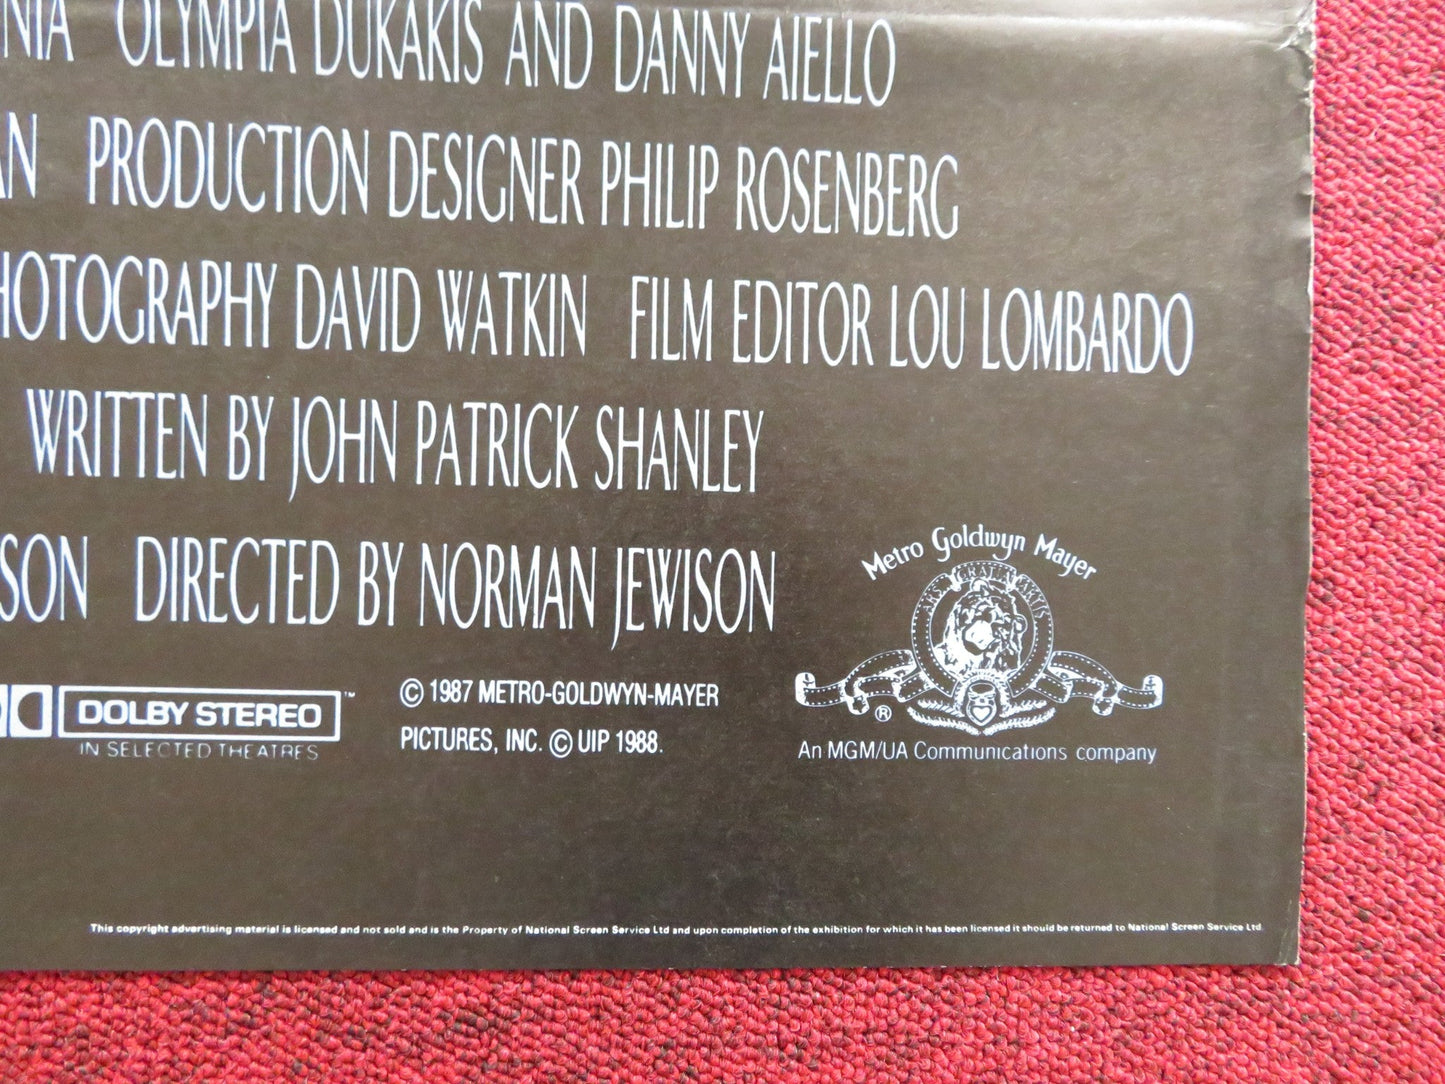 NIA OLYMPIA DUKAKIS AND DANNY AIELLO
AN PRODUCTION DESIGNER PHILIP ROSENBERG
HOTOGRAPHY DAVID WATKIN FILM EDITOR LOU LOMBARDO
WRITTEN BY JOHN PATRICK SHANLEY
SON DIRECTED BY NORMAN JEWISON
Metro Goldwyn Mayer
ARS GRATIA ARTIS
®
An MGM/UA Communications company
DOLBY STEREO ™
IN SELECTED THEATRES
© 1987 METRO-GOLDWYN-MAYER
PICTURES, INC. © UIP 1988.
This copyright advertising material is licensed and not sold and is the Property of National Screen Service Ltd and upon completion of the exhibition for which it has been licensed it should be returned to National Screen Service Ltd.